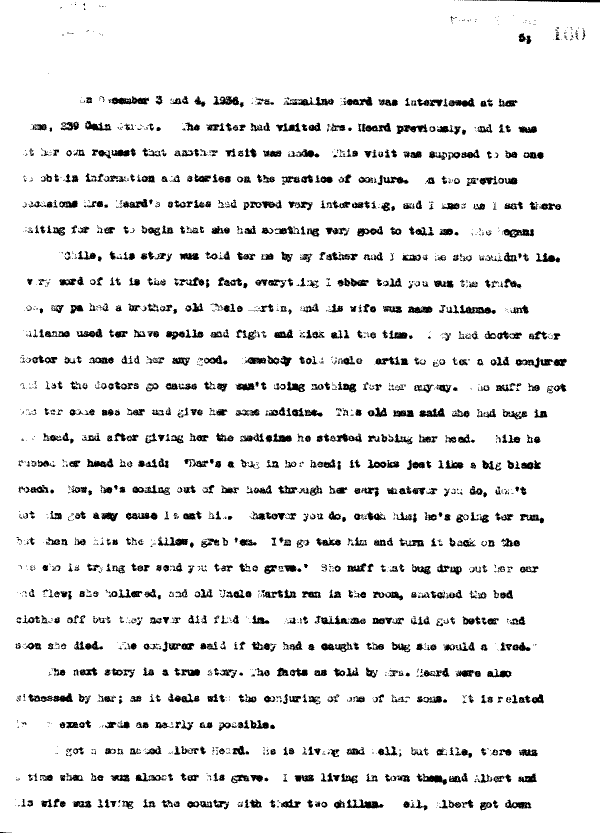 53 100
On December 3 and 4, 1936, Mrs. Emmaline Heard was interviewed at her
home, 239 Cain Street. The writer had visited Mrs. Heard previously, and it was
at her own request that another visit was made. This visit was supposed to be one
to obtain information and stories on the practice of conjure. On two previous
occasions Mrs. Heard's stories had proved very interesting, and I knew as I sat there
waiting for her to begin that she had something very good to tell me. She began:
"Chile, this story wuz told ter me by my father and I know he sho wouldn't lie.
Every word of it is the trufe; fact, everything I ebber told you wuz the trufe.
Now, my pa had a brother, old Uncle Martin, and his wife wuz name Julianne. Aunt
Julianne used ter have spells and fight and kick all the time. They had doctor after
doctor but none did her any good. Somebody told Uncle Martin to go ter a old conjurer
and let the doctors go cause they wan't doing nothing for her anyway. Sho nuff he got
one ter come see her and give her some medicine. This old man said she had bugs in
her head, and after giving her the medicine he started rubbing her head. While he
rubbed her head he said: 'Dar's a bug in her head; it looks jest like a big black
roach. Now, he's coming out of her head through her ear; whatever you do, don't
let him get away cause I want him. Whatever you do, catch him; he's going ter run,
but when he hits the pillow, grab 'em. I'm go take him and turn it back on the
one who is trying ter send you ter the grave.' Sho nuff that bug drap out her ear
and flew; she hollered, and old Uncle Martin ran in the room, snatched the bed
clothes off but they never did find him. Aunt Julianne never did get better and
soon she died. The conjurer said if they had a caught the bug she would a lived."
The next story is a true story. The facts as told by Mrs. Heard were also
witnessed by her; as it deals with the conjuring of one of her sons. It is related
in exact words as nearly as possible.
I got a son named Albert Heard. He is living and well; but chile, there wuz
a time when he wuz almost ter his grave. I wuz living in town then, and Albert and
his wife wuz living in the country with their two chillun. Well, Albert got down